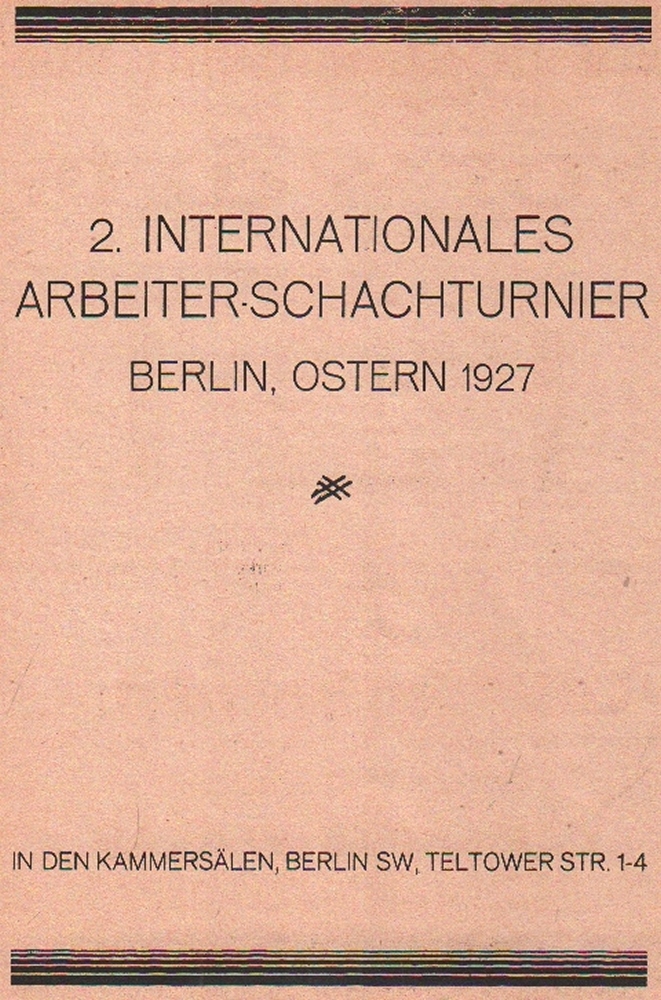 2. INTERNATIONALES
ARBEITER-SCHACHTURNIER
BERLIN, OSTERN 1927
IN DEN KAMMERSÄLEN, BERLIN SW, TELTOWER STR. 1-4